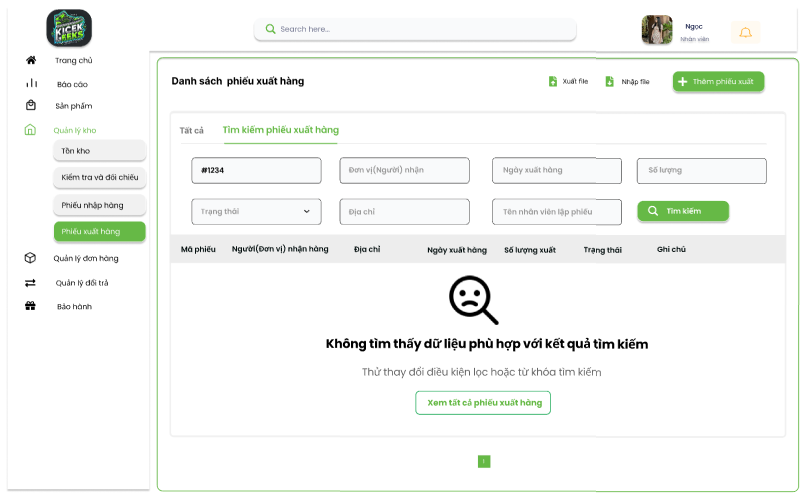 KICEK
GEEKS
Search here...
Ngọc
Nhân viên
Trang chủ
Báo cáo
Sản phẩm
Quản lý kho
Tồn kho
Kiểm tra và đối chiếu
Phiếu nhập hàng
Phiếu xuất hàng
Quản lý đơn hàng
Quản lý đổi trả
Bảo hành
Danh sách phiếu xuất hàng
Xuất file
Nhập file
Thêm phiếu xuất
Tất cả
Tìm kiếm phiếu xuất hàng
#1234
Đơn vị(Người) nhận
Ngày xuất hàng
Số lượng
Trạng thái
Địa chỉ
Tên nhân viên lập phiếu
Tìm kiếm
Mã phiếu
Người(Đơn vị) nhận hàng
Địa chỉ
Ngày xuất hàng
Số lượng xuất
Trạng thái
Ghi chú
Không tìm thấy dữ liệu phù hợp với kết quả tìm kiếm
Thử thay đổi điều kiện lọc hoặc từ khóa tìm kiếm
Xem tất cả phiếu xuất hàng